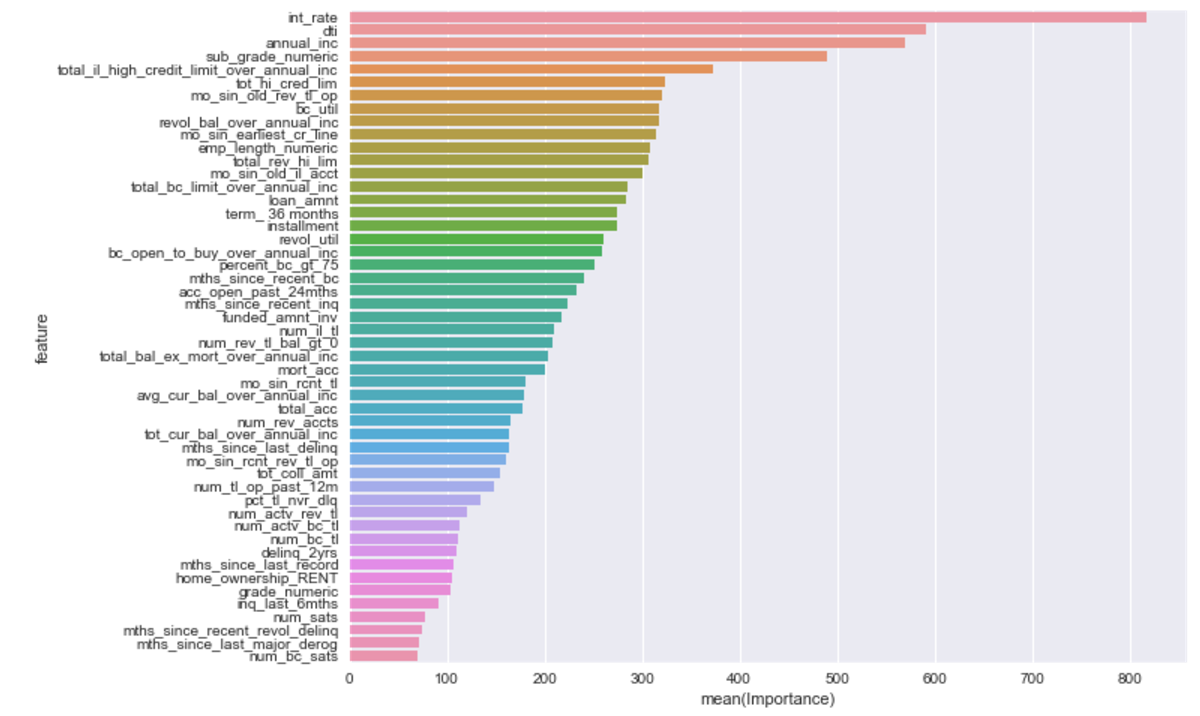 int_rate
dti
annual_inc
sub_grade_numeric
total_il_high_credit_limit_over_annual_inc
tot_hi_cred_lim
mo_sin_old_rev_tl_op
bc_util
revol_bal_over_annual_inc
mo_sin_earliest_cr_line
emp_length_numeric
total_rev_hi_lim
mo_sin_old_il_acct
total_bc_limit_over_annual_inc
loan_amnt
term_ 36 months
installment
revol_util
bc_open_to_buy_over_annual_inc
percent_bc_gt_75
mths_since_recent_bc
acc_open_past_24mths
mths_since_recent_inq
funded_amnt_inv
num_il_tl
num_rev_tl_bal_gt_0
total_bal_ex_mort_over_annual_inc
mort_acc
mo_sin_rcnt_tl
avg_cur_bal_over_annual_inc
total_acc
num_rev_accts
tot_cur_bal_over_annual_inc
mths_since_last_delinq
mo_sin_rcnt_rev_tl_op
tot_coll_amt
num_tl_op_past_12m
pct_tl_nvr_dlq
num_actv_rev_tl
num_actv_bc_tl
num_bc_tl
delinq_2yrs
mths_since_last_record
home_ownership_RENT
grade_numeric
inq_last_6mths
num_sats
mths_since_recent_revol_delinq
mths_since_last_major_derog
num_bc_sats
feature
0 100 200 300 400 500 600 700 800
mean(Importance)